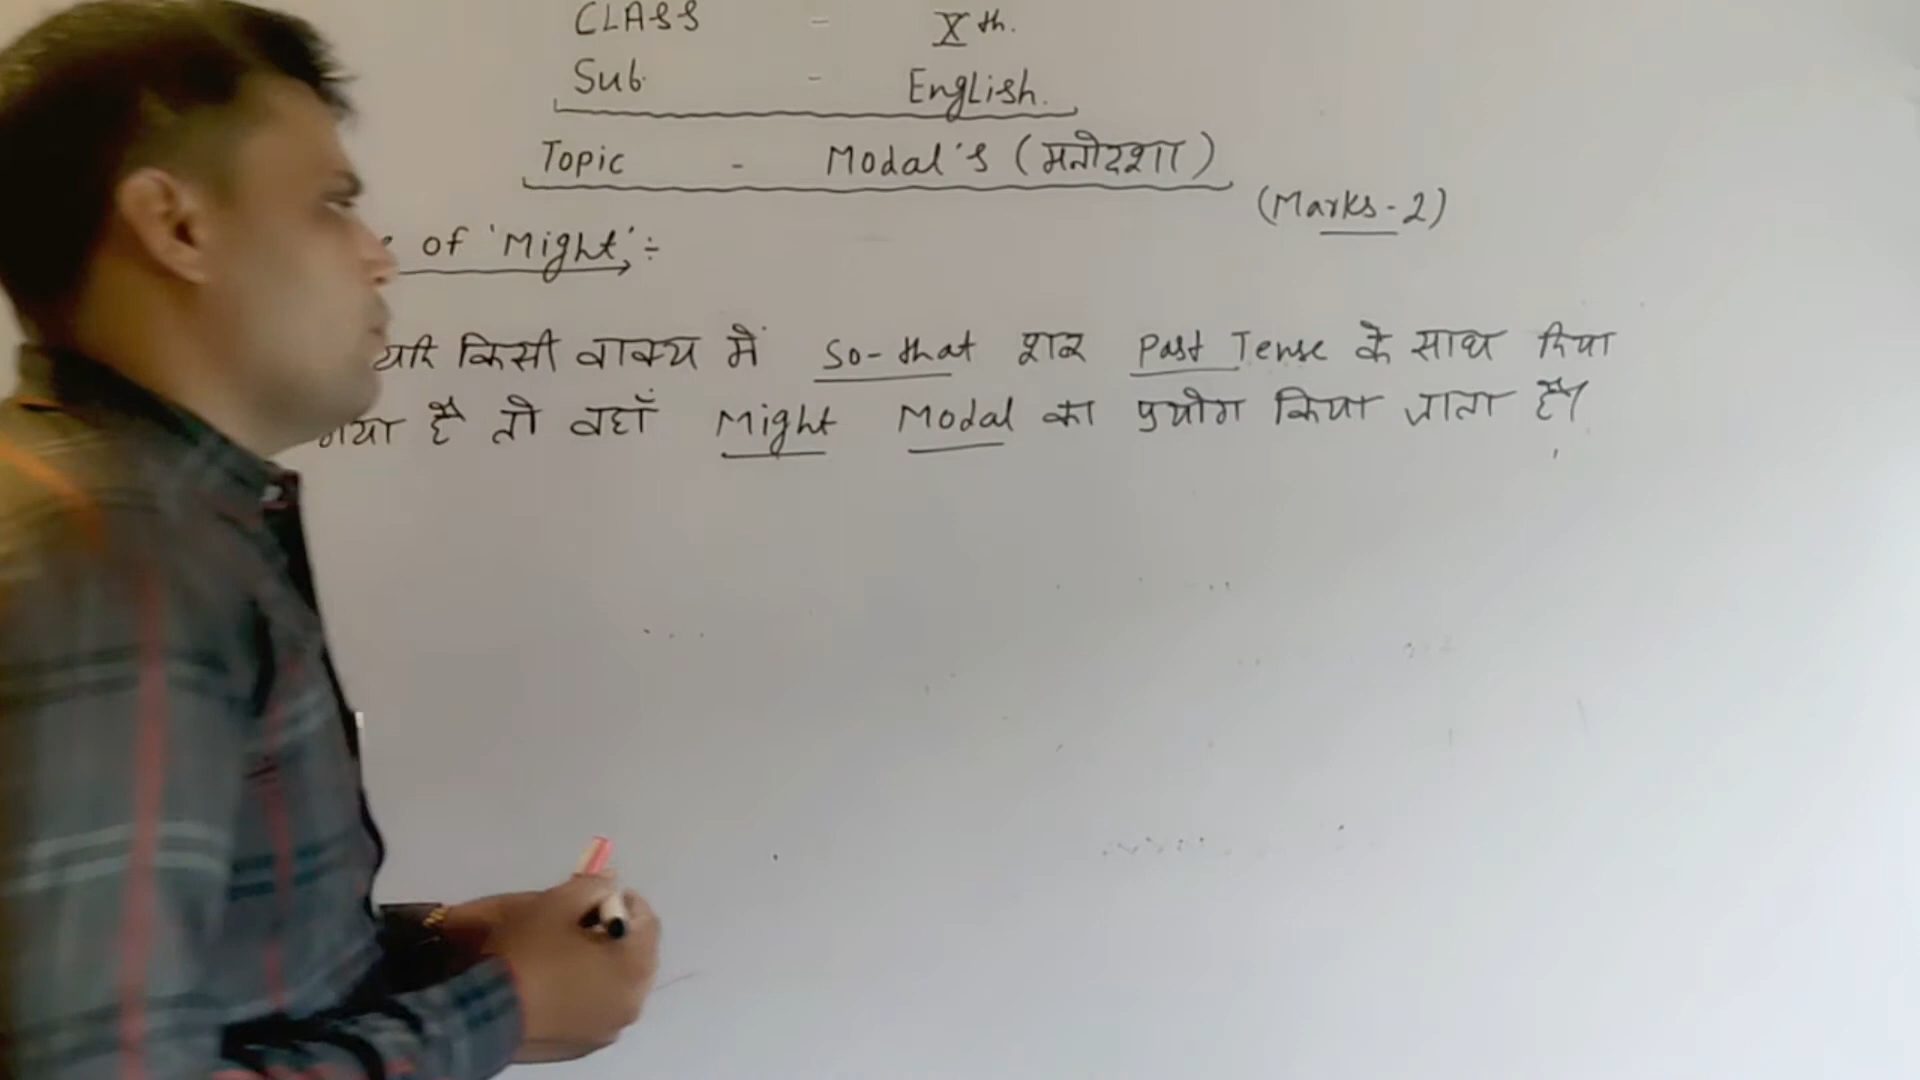 CLASS - Xth.
Sub. - English.
Topic - Modal's (मनोदशा)
(Marks-2)
of 'Might' ÷
यदि किसी वाक्य में So-that शब्द Past Tense के साथ दिया
गया है तो वहाँ Might Modal का प्रयोग किया जाता है।